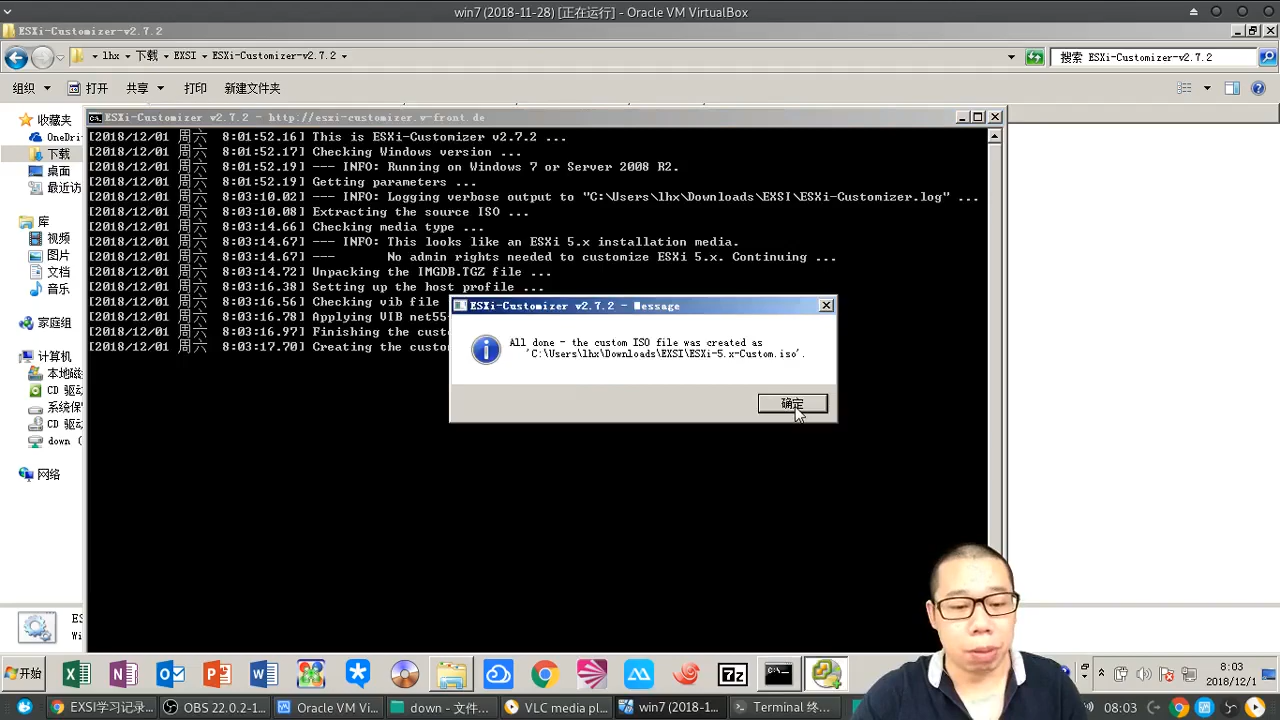 win7 (2018-11-28) [正在运行] - Oracle VM VirtualBox
ESXi-Customizer-v2.7.2
lhx ▾ 下载 ▾ EXSI ▾ ESXi-Customizer-v2.7.2 ▾
搜索 ESXi-Customizer-v2.7.2
组织 打开 共享 打印 新建文件夹
收藏夹
OneDri
下载
桌面
最近访
库
视频
图片
文档
音乐
家庭组
计算机
本地磁
CD 驱动
系统保
CD 驱动
down (
网络
ESXi-Customizer v2.7.2 - http://esxi-customizer.v-front.de
[2018/12/01 周六 8:01:52.16] This is ESXi-Customizer v2.7.2 ...
[2018/12/01 周六 8:01:52.17] Checking Windows version ...
[2018/12/01 周六 8:01:52.19] --- INFO: Running on Windows 7 or Server 2008 R2.
[2018/12/01 周六 8:01:52.19] Getting parameters ...
[2018/12/01 周六 8:03:10.02] --- INFO: Logging verbose output to "C:\Users\lhx\Downloads\EXSI\ESXi-Customizer.log" ...
[2018/12/01 周六 8:03:10.08] Extracting the source ISO ...
[2018/12/01 周六 8:03:14.66] Checking media type ...
[2018/12/01 周六 8:03:14.67] --- INFO: This looks like an ESXi 5.x installation media.
[2018/12/01 周六 8:03:14.67] --- No admin rights needed to customize ESXi 5.x. Continuing ...
[2018/12/01 周六 8:03:14.72] Unpacking the IMGDB.TGZ file ...
[2018/12/01 周六 8:03:16.38] Setting up the host profile ...
[2018/12/01 周六 8:03:16.56] Checking vib file
[2018/12/01 周六 8:03:16.78] Applying VIB net55
[2018/12/01 周六 8:03:16.97] Finishing the cust
[2018/12/01 周六 8:03:17.70] Creating the custo
ESXi-Customizer v2.7.2 - Message
All done - the custom ISO file was created as
'C:\Users\lhx\Downloads\EXSI\ESXi-5.x-Custom.iso'.
确定
ES
Wi
开始
8:03
2018/12/1
EXSI学习记录...
OBS 22.0.2-1...
Oracle VM Vi...
down - 文件...
VLC media pl...
win7 (2018-1...
Terminal 终...
08:03